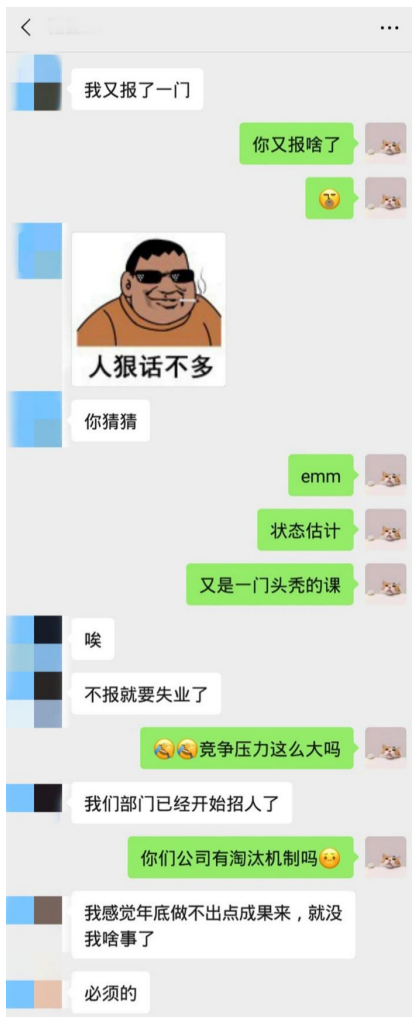 我又报了一门
你又报啥了
人狠话不多
你猜猜
emm
状态估计
又是一门头秃的课
唉
不报就要失业了
竞争压力这么大吗
我们部门已经开始招人了
你们公司有淘汰机制吗
我感觉年底做不出点成果来，就没
我啥事了
必须的